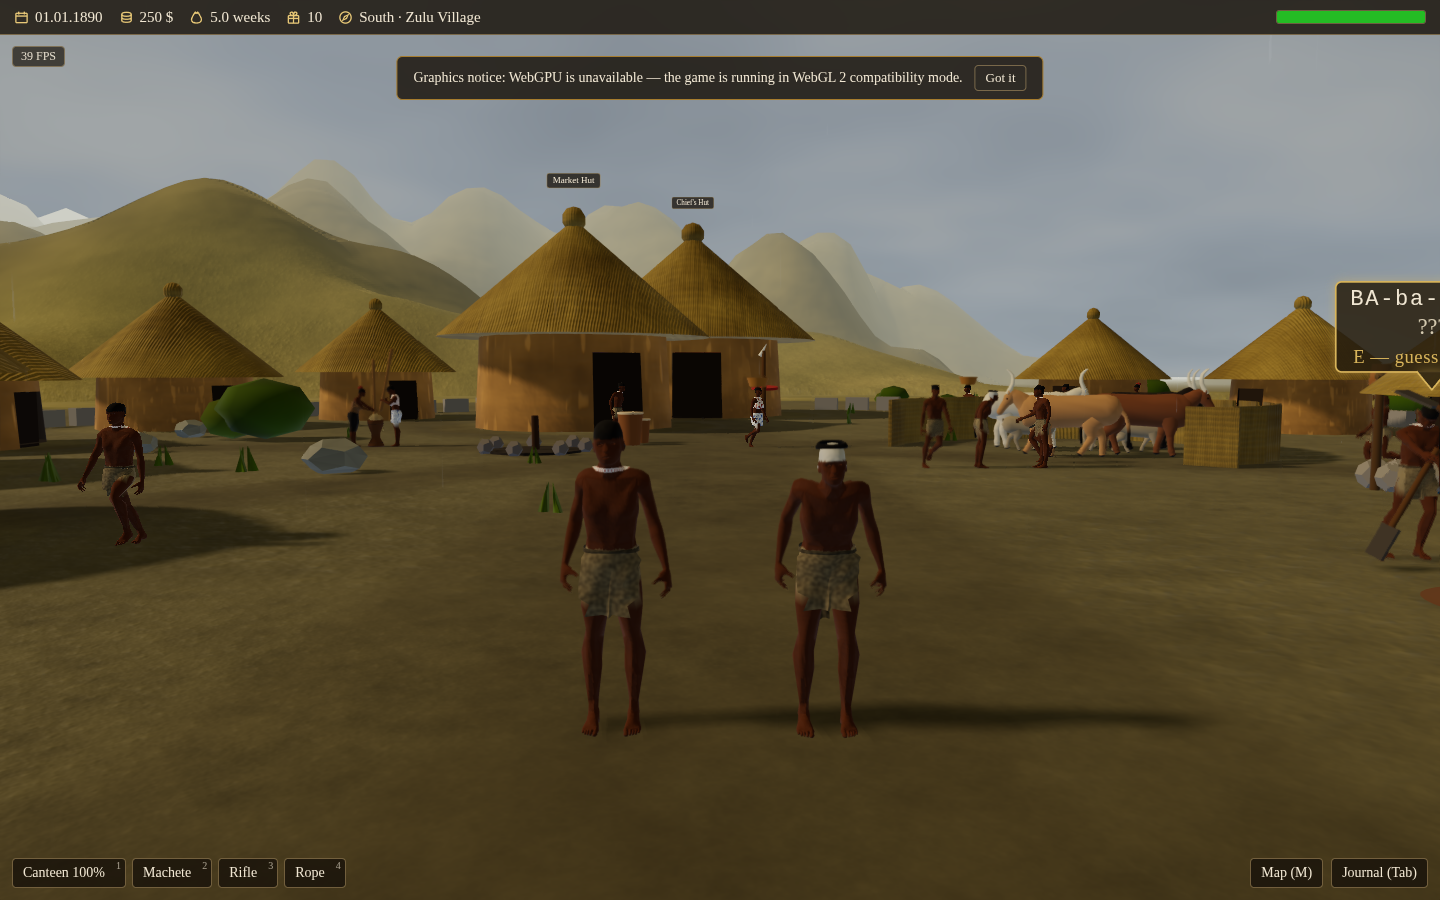 01.01.1890 250 $ 5.0 weeks 10 South · Zulu Village
39 FPS
Graphics notice: WebGPU is unavailable — the game is running in WebGL 2 compatibility mode. Got it
Market Hut
Chief's Hut
BA-ba-
???
E — guess
Canteen 100% 1 Machete 2 Rifle 3 Rope 4
Map (M) Journal (Tab)